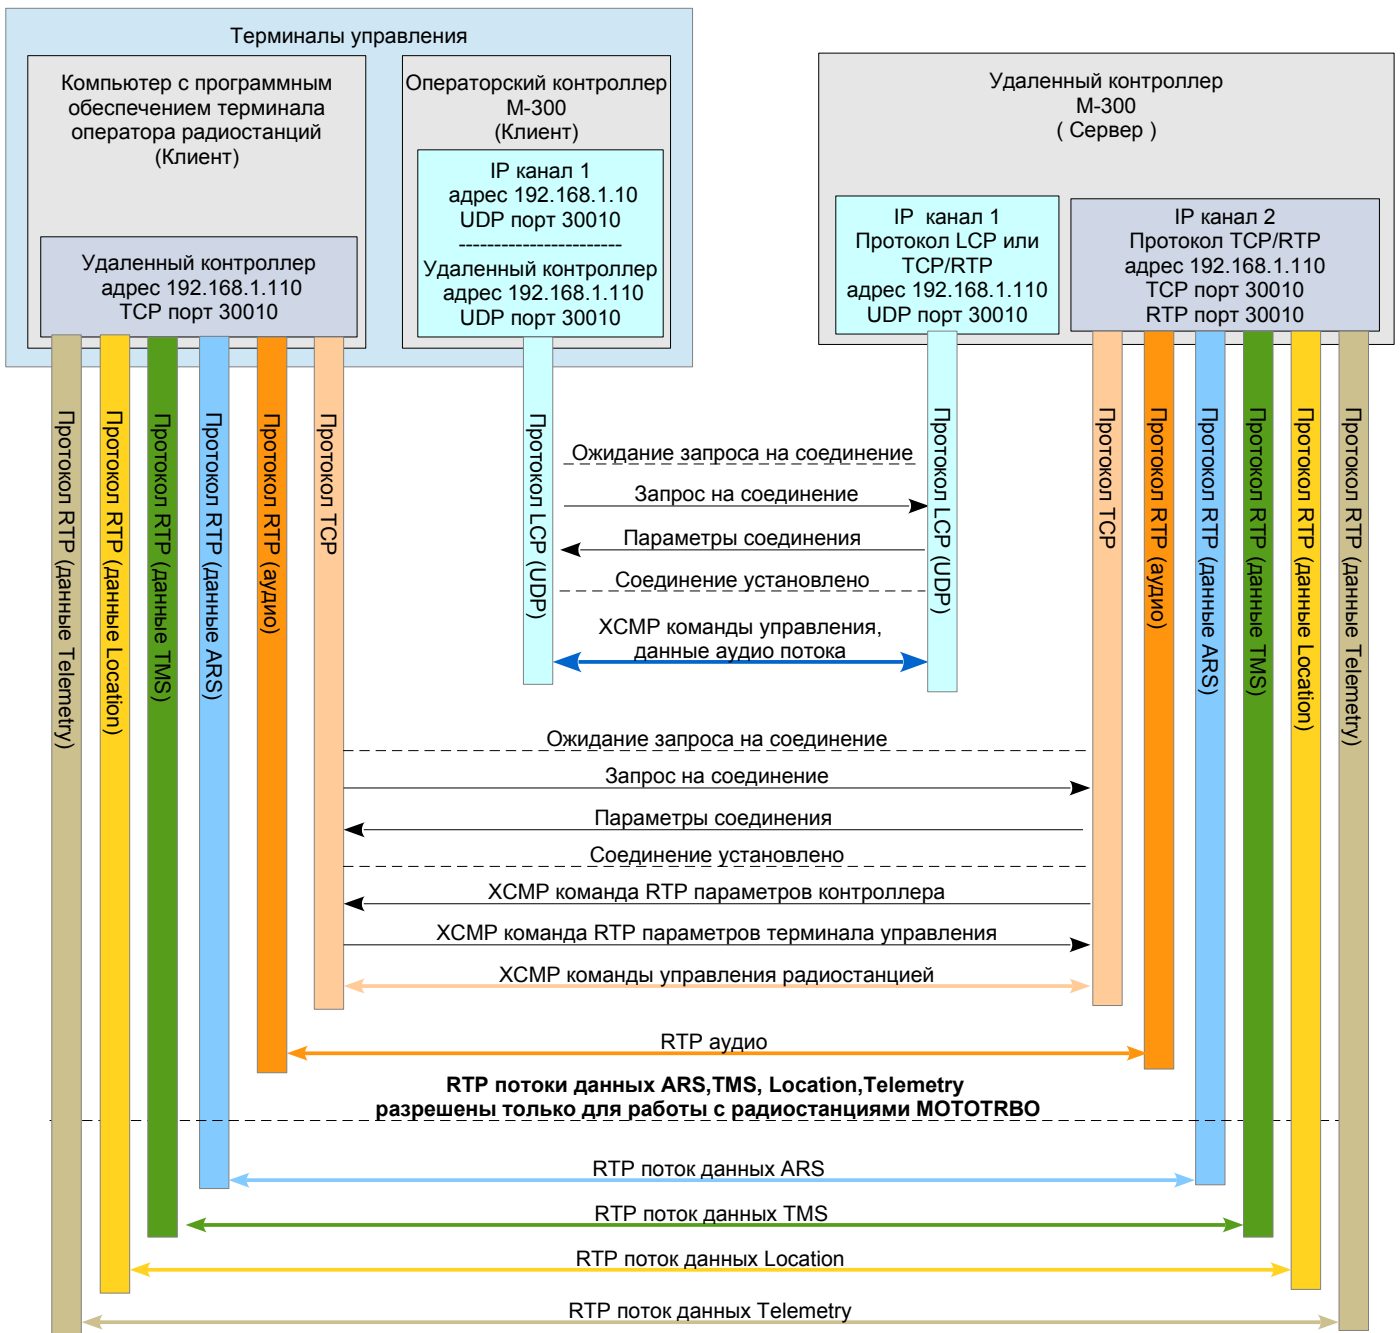 Терминалы управления
Компьютер с программным
обеспечением терминала
оператора радиостанций
(Клиент)
Удаленный контроллер
адрес 192.168.1.110
TCP порт 30010
Операторский контроллер
М-300
(Клиент)
IP канал 1
адрес 192.168.1.10
UDP порт 30010
-----------------------
Удаленный контроллер
адрес 192.168.1.110
UDP порт 30010
Удаленный контроллер
М-300
( Сервер )
IP канал 1
Протокол LCP или
TCP/RTP
адрес 192.168.1.110
UDP порт 30010
IP канал 2
Протокол TCP/RTP
адрес 192.168.1.110
TCP порт 30010
RTP порт 30010
Протокол RTP (данные Telemetry)
Протокол RTP (данные Location)
Протокол RTP (данные TMS)
Протокол RTP (данные ARS)
Протокол RTP (аудио)
Протокол TCP
Протокол LCP (UDP)
Протокол LCP (UDP)
Протокол TCP
Протокол RTP (аудио)
Протокол RTP (данные ARS)
Протокол RTP (данные TMS)
Протокол RTP (данные Location)
Протокол RTP (данные Telemetry)
Ожидание запроса на соединение
Запрос на соединение
Параметры соединения
Соединение установлено
XCMP команды управления,
данные аудио потока
Ожидание запроса на соединение
Запрос на соединение
Параметры соединения
Соединение установлено
XCMP команда RTP параметров контроллера
XCMP команда RTP параметров терминала управления
XCMP команды управления радиостанцией
RTP аудио
RTP потоки данных ARS,TMS, Location,Telemetry
разрешены только для работы с радиостанциями MOTOTRBO
RTP поток данных ARS
RTP поток данных TMS
RTP поток данных Location
RTP поток данных Telemetry